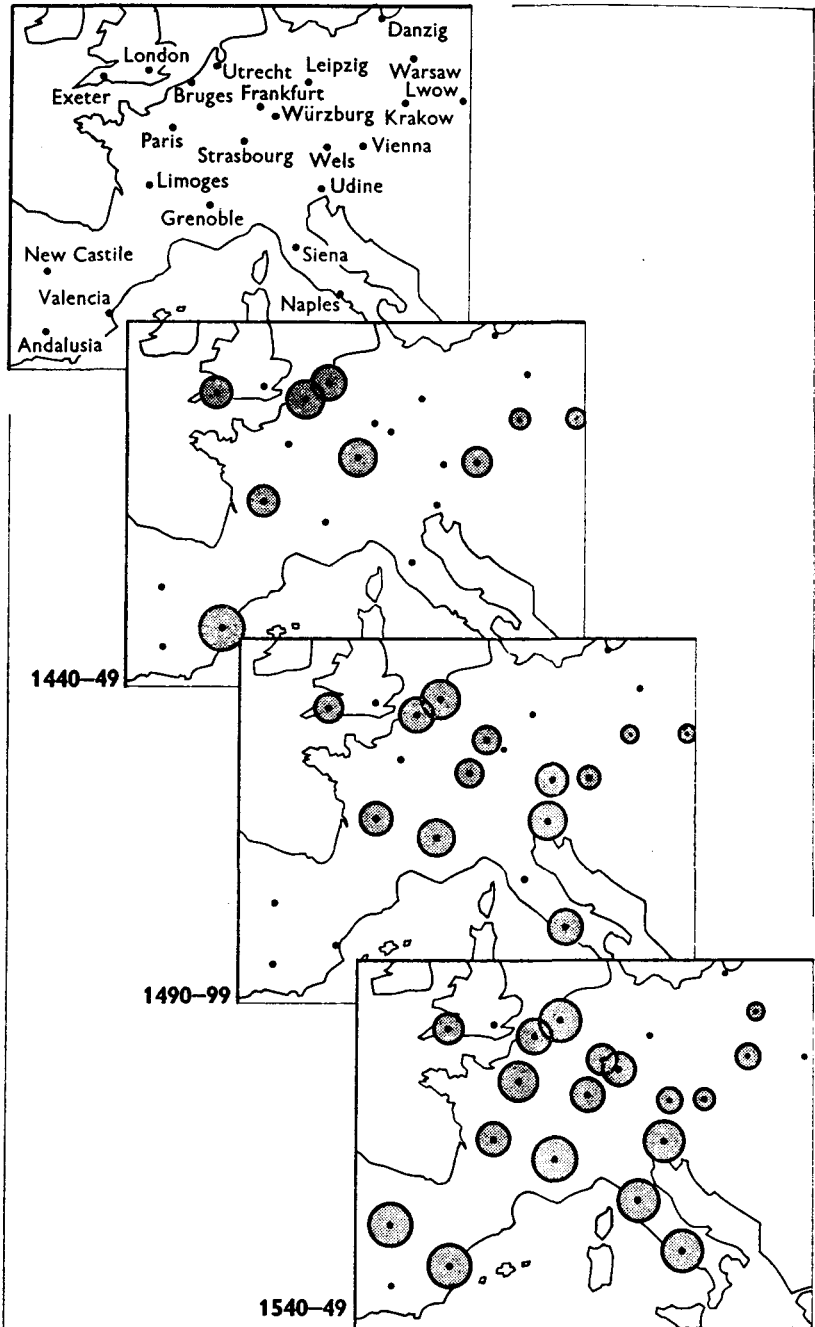 Danzig
London
Utrecht Leipzig
Warsaw
Exeter
Bruges Frankfurt
Lwow
Würzburg Krakow
Paris
Strasbourg
Wels
Vienna
Limoges
Udine
Grenoble
New Castile
Siena
Valencia
Naples
Andalusia
1440–49
1490–99
1540–49